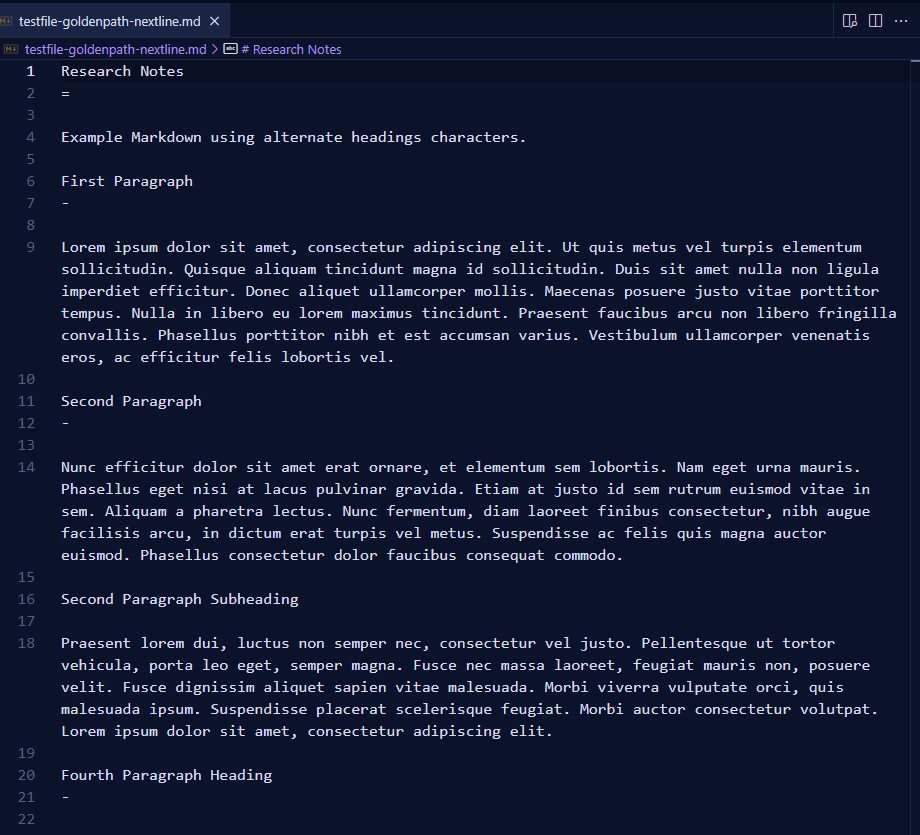 testfile-goldenpath-nextline.md
testfile-goldenpath-nextline.md > # Research Notes
1 Research Notes
2 =
3
4 Example Markdown using alternate headings characters.
5
6 First Paragraph
7 -
8
9 Lorem ipsum dolor sit amet, consectetur adipiscing elit. Ut quis metus vel turpis elementum
sollicitudin. Quisque aliquam tincidunt magna id sollicitudin. Duis sit amet nulla non ligula
imperdiet efficitur. Donec aliquet ullamcorper mollis. Maecenas posuere justo vitae porttitor
tempus. Nulla in libero eu lorem maximus tincidunt. Praesent faucibus arcu non libero fringilla
convallis. Phasellus porttitor nibh et est accumsan varius. Vestibulum ullamcorper venenatis
eros, ac efficitur felis lobortis vel.
10
11 Second Paragraph
12 -
13
14 Nunc efficitur dolor sit amet erat ornare, et elementum sem lobortis. Nam eget urna mauris.
Phasellus eget nisi at lacus pulvinar gravida. Etiam at justo id sem rutrum euismod vitae in
sem. Aliquam a pharetra lectus. Nunc fermentum, diam laoreet finibus consectetur, nibh augue
facilisis arcu, in dictum erat turpis vel metus. Suspendisse ac felis quis magna auctor
euismod. Phasellus consectetur dolor faucibus consequat commodo.
15
16 Second Paragraph Subheading
17
18 Praesent lorem dui, luctus non semper nec, consectetur vel justo. Pellentesque ut tortor
vehicula, porta leo eget, semper magna. Fusce nec massa laoreet, feugiat mauris non, posuere
velit. Fusce dignissim aliquet sapien vitae malesuada. Morbi viverra vulputate orci, quis
malesuada ipsum. Suspendisse placerat scelerisque feugiat. Morbi auctor consectetur volutpat.
Lorem ipsum dolor sit amet, consectetur adipiscing elit.
19
20 Fourth Paragraph Heading
21 -
22